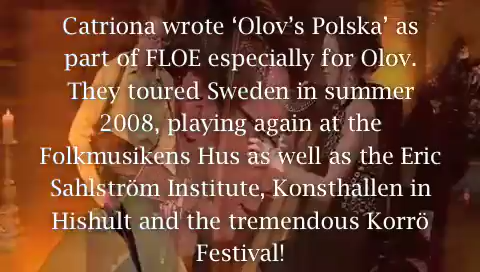 Catriona wrote ‘Olov’s Polska’ as
part of FLOE especially for Olov.
They toured Sweden in summer
2008, playing again at the
Folkmusikens Hus as well as the Eric
Sahlström Institute, Konsthallen in
Hishult and the tremendous Korrö
Festival!